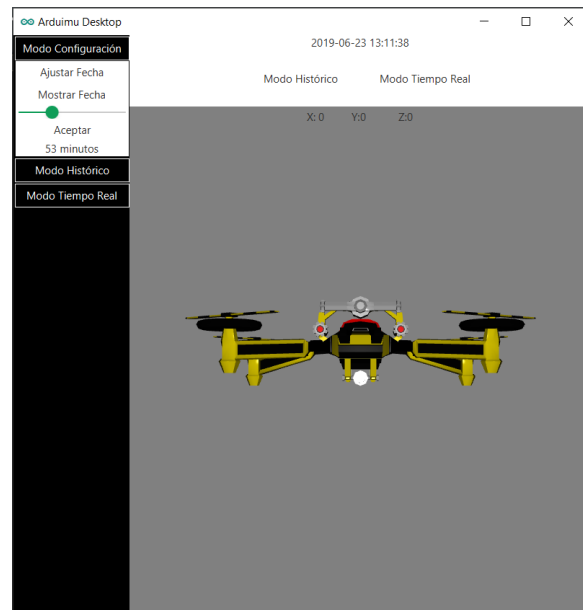 Arduimu Desktop
Modo Configuración
Ajustar Fecha
Mostrar Fecha
Aceptar
53 minutos
Modo Histórico
Modo Tiempo Real
2019-06-23 13:11:38
Modo Histórico Modo Tiempo Real
X: 0 Y:0 Z:0